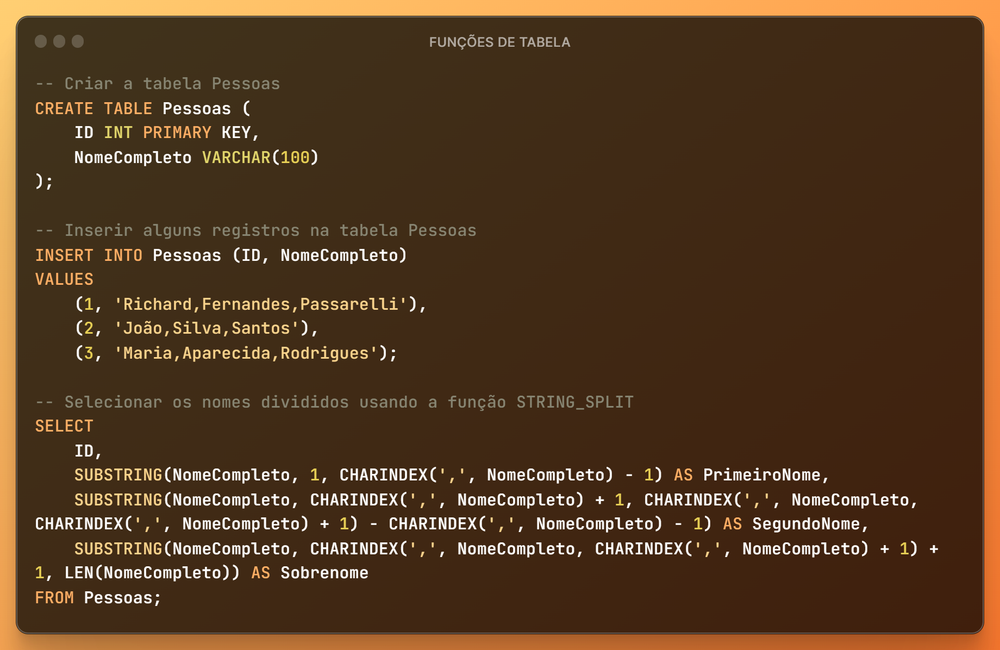 FUNÇÕES DE TABELA
-- Criar a tabela Pessoas
CREATE TABLE Pessoas (
    ID INT PRIMARY KEY,
    NomeCompleto VARCHAR(100)
);
-- Inserir alguns registros na tabela Pessoas
INSERT INTO Pessoas (ID, NomeCompleto)
VALUES
    (1, 'Richard,Fernandes,Passarelli'),
    (2, 'João,Silva,Santos'),
    (3, 'Maria,Aparecida,Rodrigues');
-- Selecionar os nomes divididos usando a função STRING_SPLIT
SELECT
    ID,
    SUBSTRING(NomeCompleto, 1, CHARINDEX(',', NomeCompleto) - 1) AS PrimeiroNome,
    SUBSTRING(NomeCompleto, CHARINDEX(',', NomeCompleto) + 1, CHARINDEX(',', NomeCompleto,
CHARINDEX(',', NomeCompleto) + 1) - CHARINDEX(',', NomeCompleto) - 1) AS SegundoNome,
    SUBSTRING(NomeCompleto, CHARINDEX(',', NomeCompleto, CHARINDEX(',', NomeCompleto) + 1) +
1, LEN(NomeCompleto)) AS Sobrenome
FROM Pessoas;